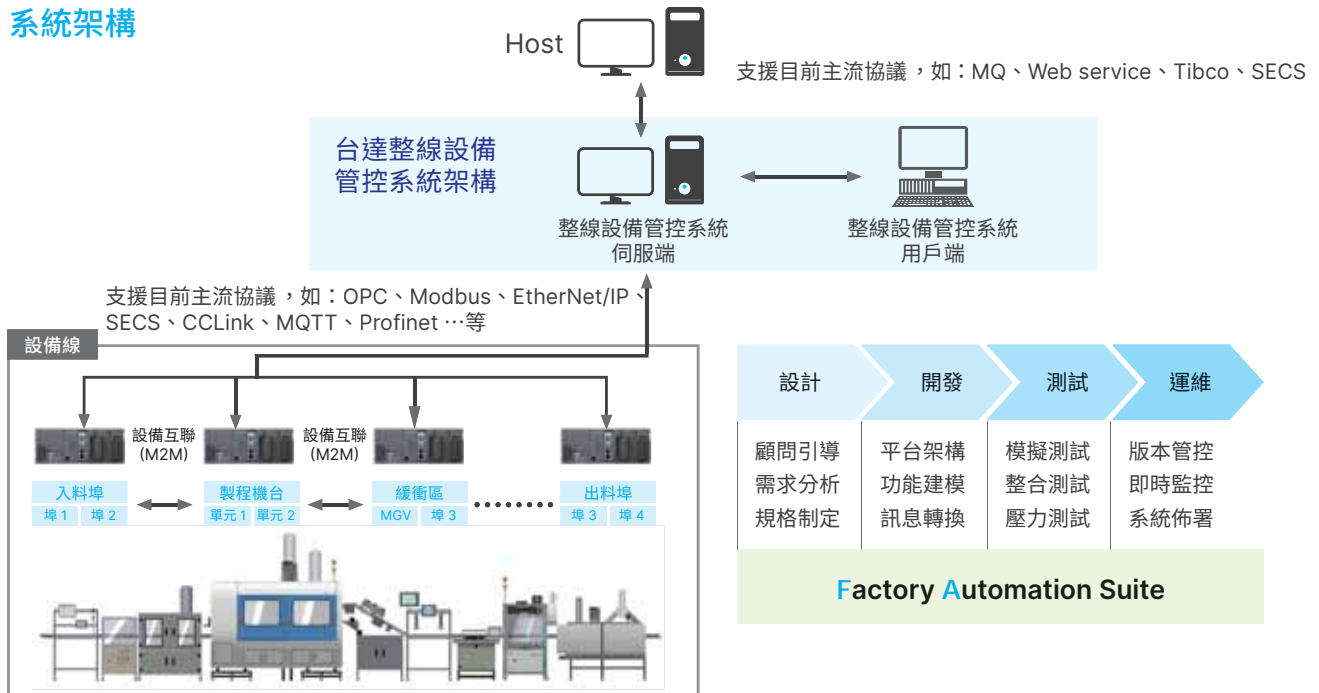 系統架構
Host
支援目前主流協議，如：MQ、Web service、Tibco、SECS
台達整線設備
管控系統架構
整線設備管控系統
伺服端
整線設備管控系統
用戶端
支援目前主流協議，如：OPC、Modbus、EtherNet/IP、
SECS、CCLink、MQTT、Profinet …等
設備線
設備互聯
(M2M)
設備互聯
(M2M)
入料埠
埠 1
埠 2
製程機台
單元 1
單元 2
緩衝區
MGV
埠 3
出料埠
埠 3
埠 4
設計
開發
測試
運維
顧問引導
需求分析
規格制定
平台架構
功能建模
訊息轉換
模擬測試
整合測試
壓力測試
版本管控
即時監控
系統佈署
Factory Automation Suite